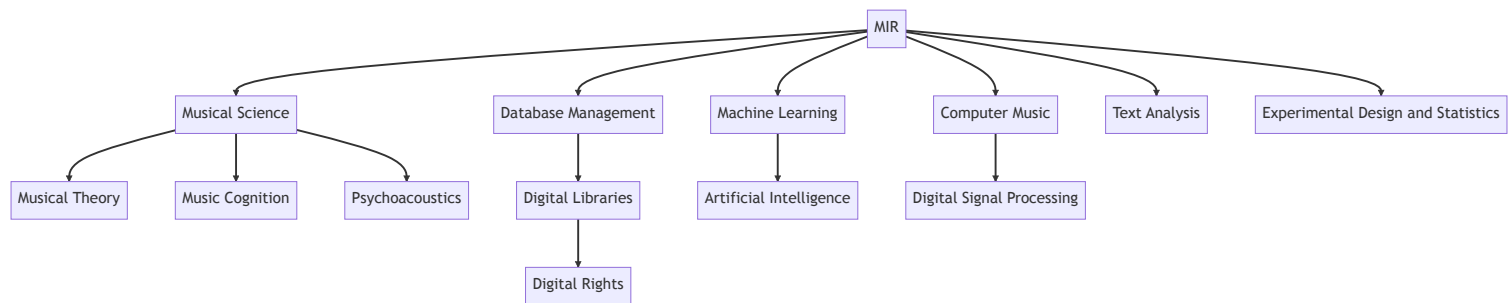 MIR
Musical Science
Database Management
Machine Learning
Computer Music
Text Analysis
Experimental Design and Statistics
Musical Theory
Music Cognition
Psychoacoustics
Digital Libraries
Artificial Intelligence
Digital Signal Processing
Digital Rights